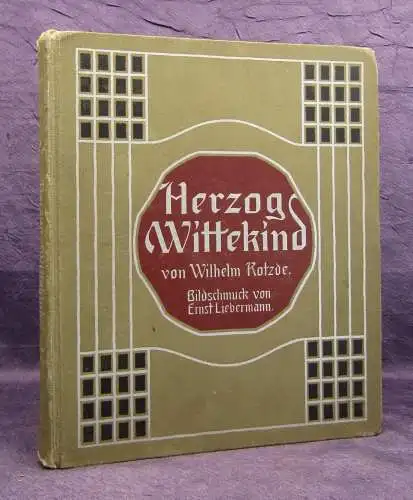 Herzog
Wittekind
von Wilhelm Kotzde.
Bildschmuck von
Ernst Liebermann.